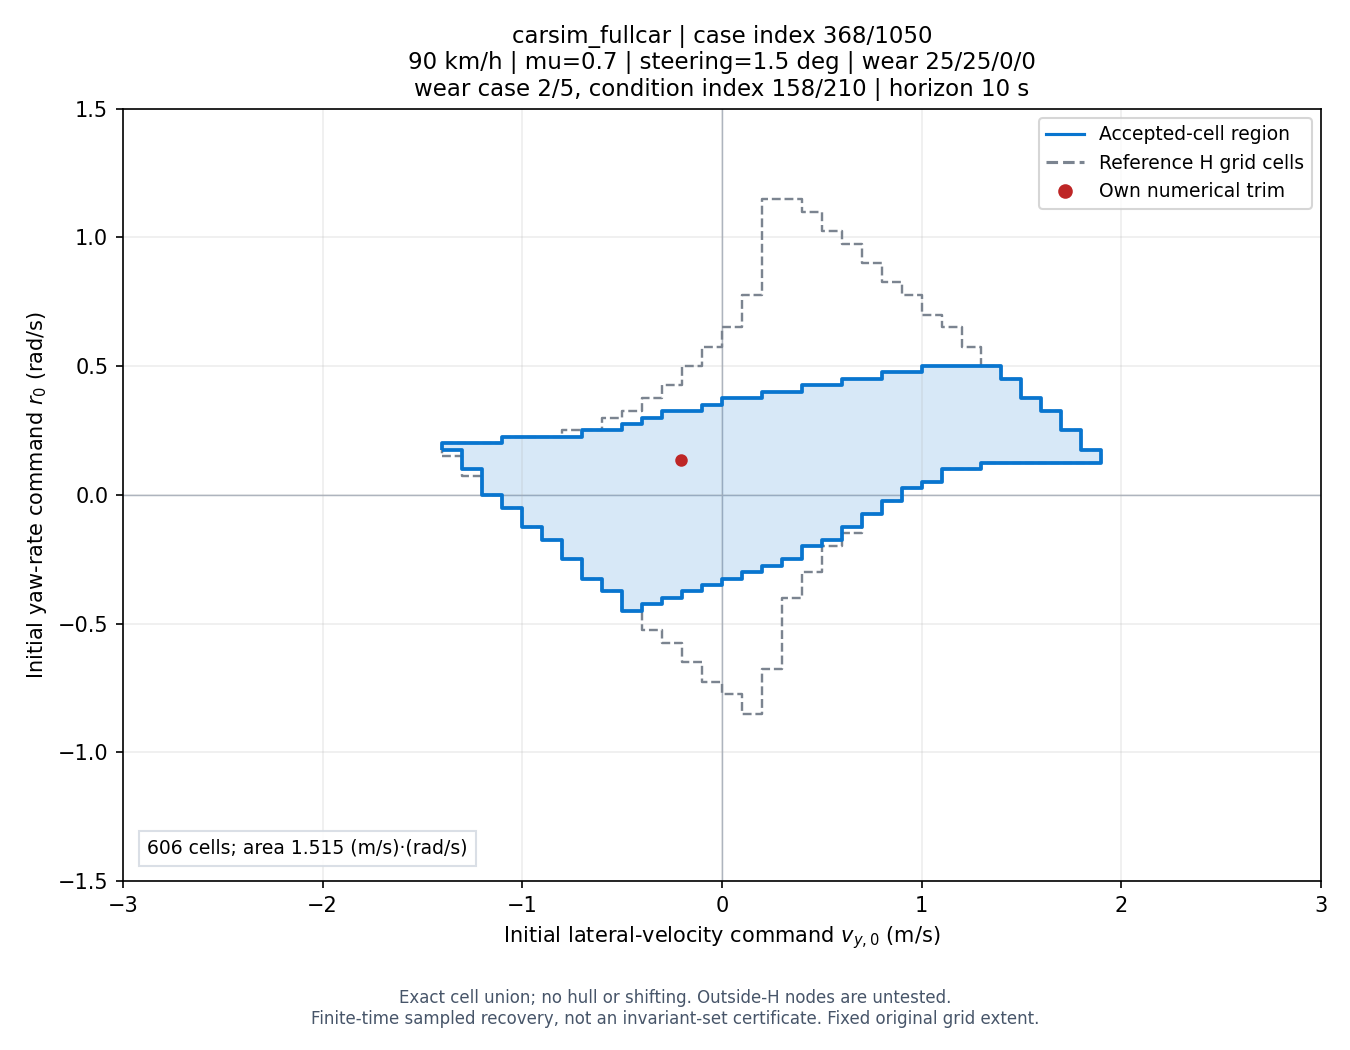 carsim_fullcar | case index 368/1050
90 km/h | mu=0.7 | steering=1.5 deg | wear 25/25/0/0
wear case 2/5, condition index 158/210 | horizon 10 s
Accepted-cell region
Reference H grid cells
Own numerical trim
1.5
1.0
0.5
0.0
−0.5
−1.0
−1.5
Initial yaw-rate command r₀ (rad/s)
606 cells; area 1.515 (m/s)·(rad/s)
−3
−2
−1
0
1
2
3
Initial lateral-velocity command v_{y,0} (m/s)
Exact cell union; no hull or shifting. Outside-H nodes are untested.
Finite-time sampled recovery, not an invariant-set certificate. Fixed original grid extent.